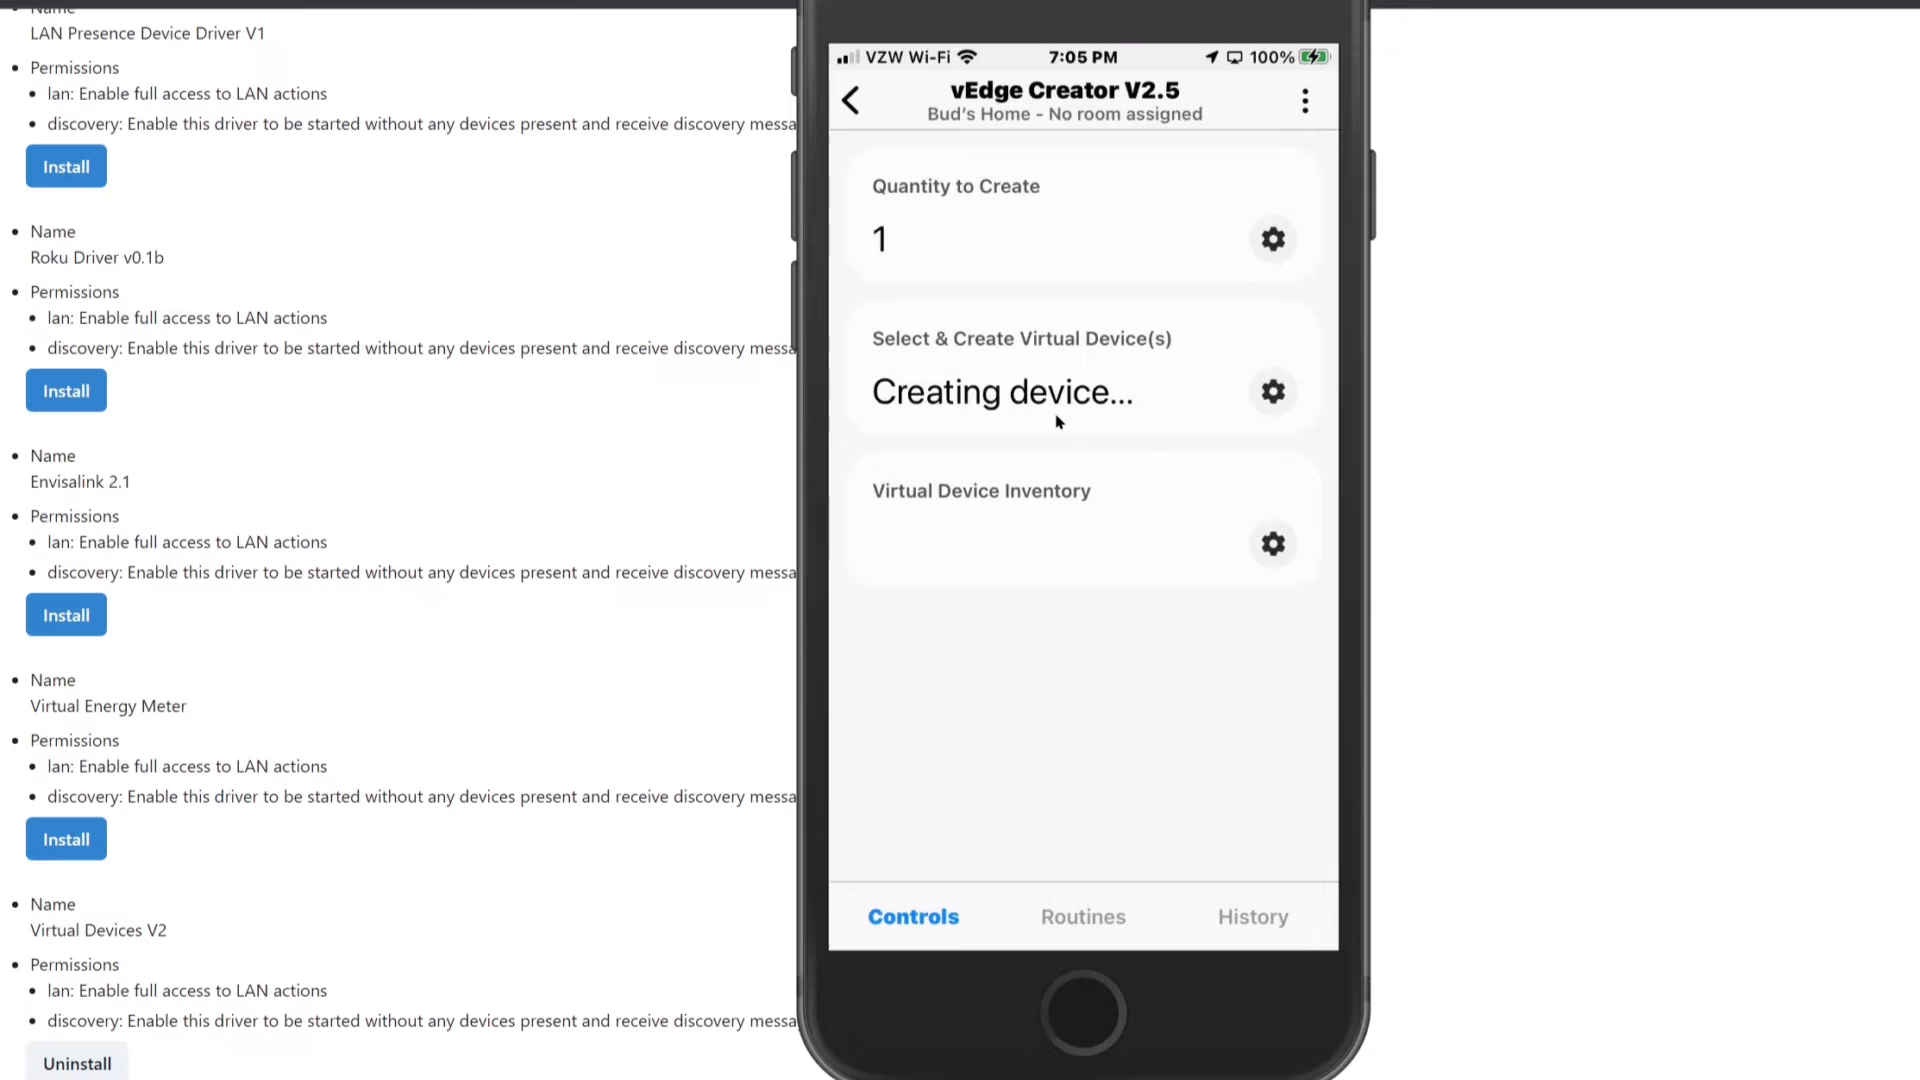 Name
LAN Presence Device Driver V1
Permissions
lan: Enable full access to LAN actions
discovery: Enable this driver to be started without any devices present and receive discovery messa
Install
Name
Roku Driver v0.1b
Permissions
lan: Enable full access to LAN actions
discovery: Enable this driver to be started without any devices present and receive discovery messa
Install
Name
Envisalink 2.1
Permissions
lan: Enable full access to LAN actions
discovery: Enable this driver to be started without any devices present and receive discovery messa
Install
Name
Virtual Energy Meter
Permissions
lan: Enable full access to LAN actions
discovery: Enable this driver to be started without any devices present and receive discovery messa
Install
Name
Virtual Devices V2
Permissions
lan: Enable full access to LAN actions
discovery: Enable this driver to be started without any devices present and receive discovery messa
Uninstall
VZW Wi-Fi 7:05 PM 100%
vEdge Creator V2.5
Bud's Home - No room assigned
Quantity to Create
1
Select & Create Virtual Device(s)
Creating device...
Virtual Device Inventory
Controls Routines History